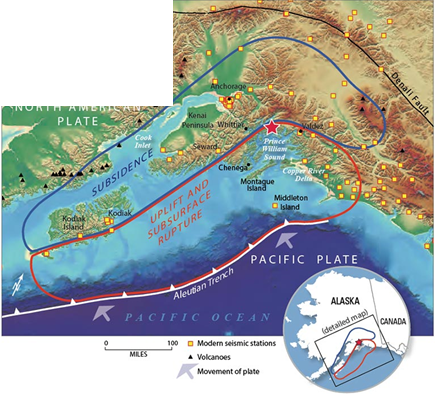 Denali Fault
Anchorage
NORTH AMERICAN
PLATE
Kenai
Peninsula
Whittier
Valdez
Cook
Inlet
Prince
William
Sound
Seward
Copper River
Delta
SUBSIDENCE
Chenega
Montague
Island
UPLIFT AND
SUBSURFACE
RUPTURE
Middleton
Island
Kodiak
Island
Kodiak
PACIFIC PLATE
Aleutian Trench
N
PACIFIC OCEAN
ALASKA
CANADA
(detailed map)
0 100
MILES
Modern seismic stations
Volcanoes
Movement of plate